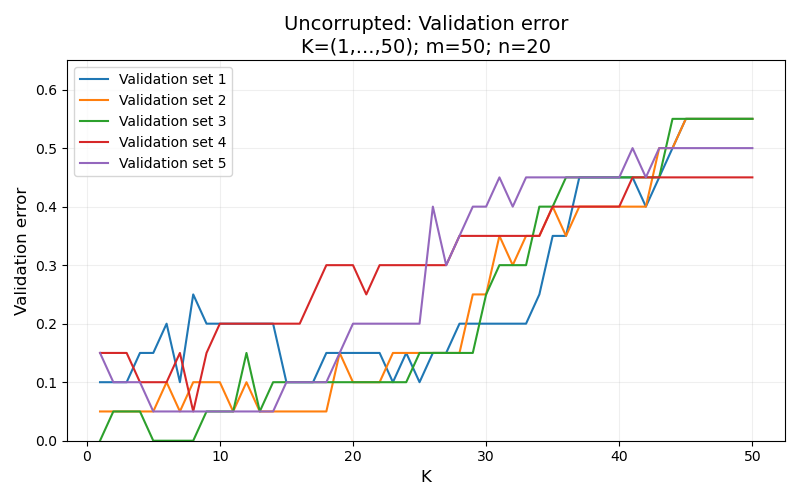 Uncorrupted: Validation error
K=(1,...,50); m=50; n=20
Validation set 1
Validation set 2
Validation set 3
Validation set 4
Validation set 5
Validation error
0.6
0.5
0.4
0.3
0.2
0.1
0.0
0
10
20
30
40
50
K